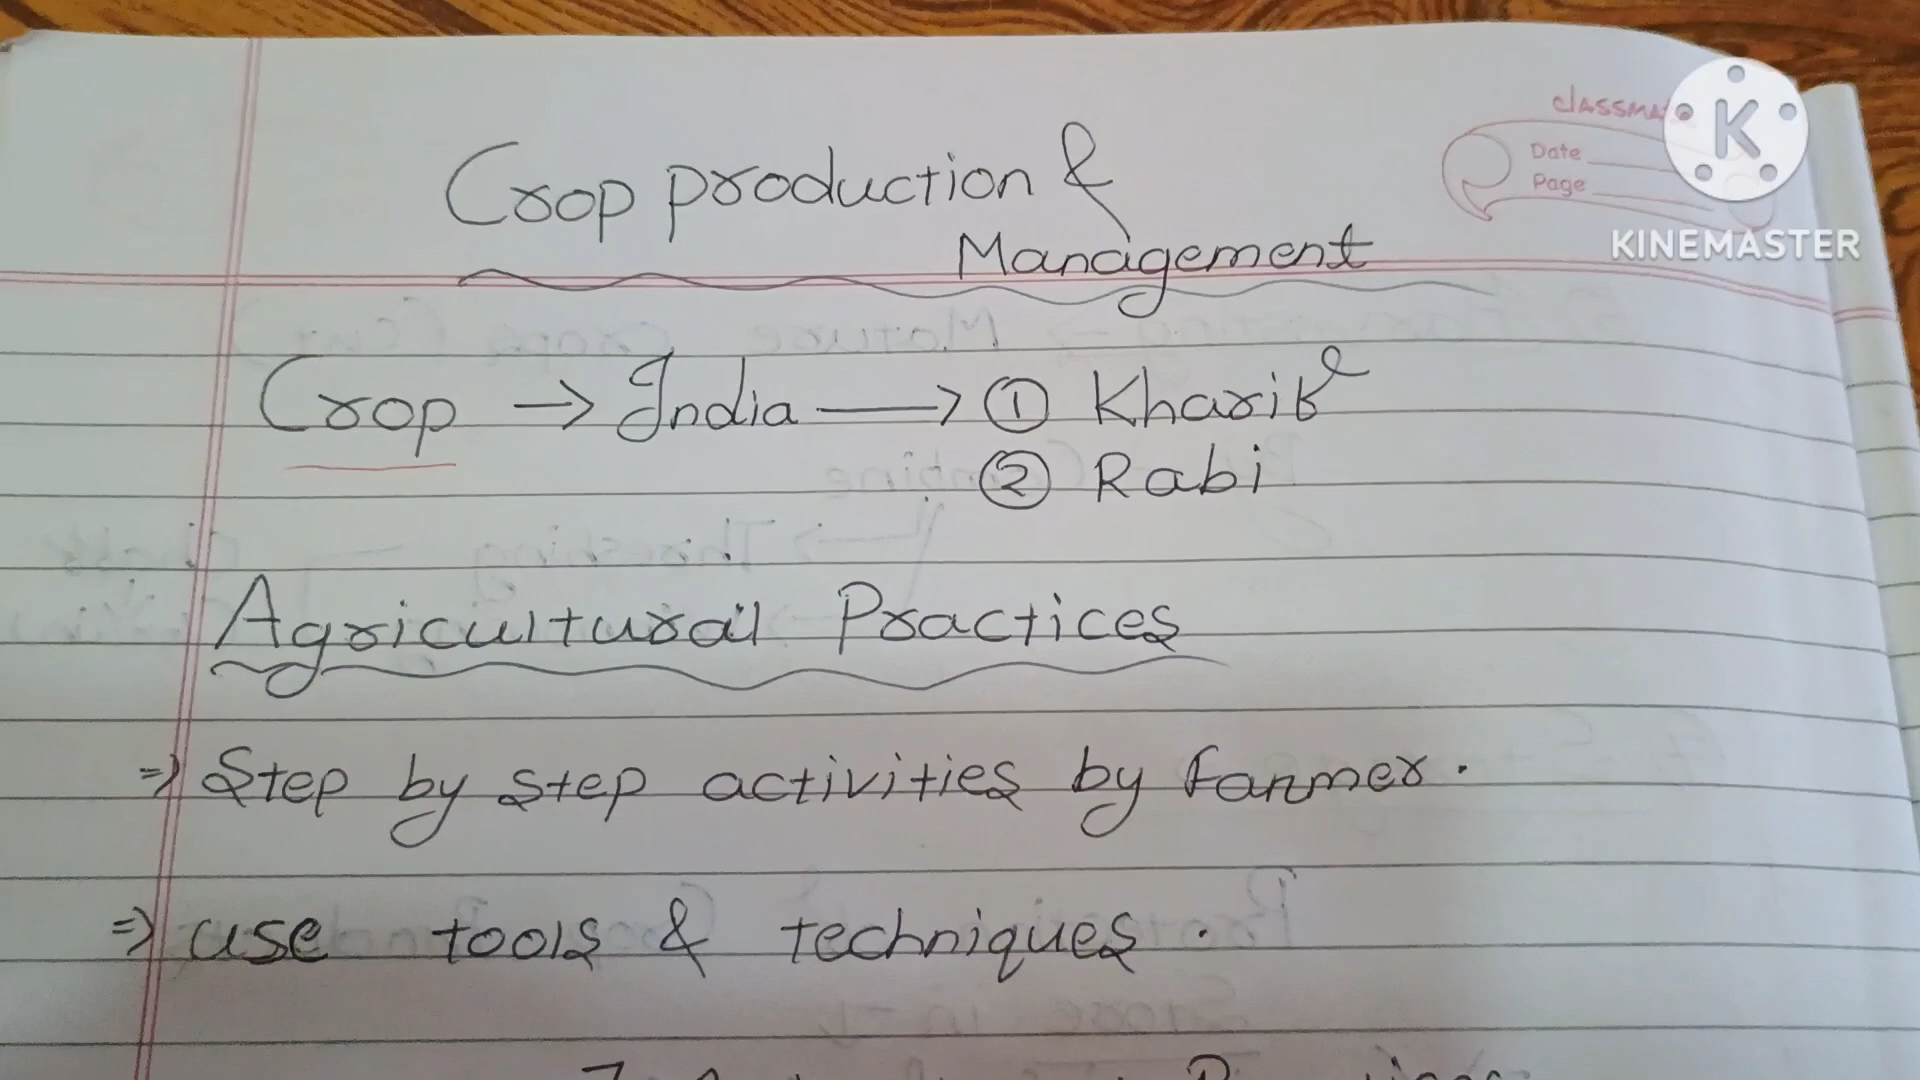 Crop production &
Management
classma
Date
Page
KINEMASTER
Crop → India → ① Kharif
② Rabi
Agricultural Practices
⇒ Step by step activities by farmer.
⇒ use tools & techniques.